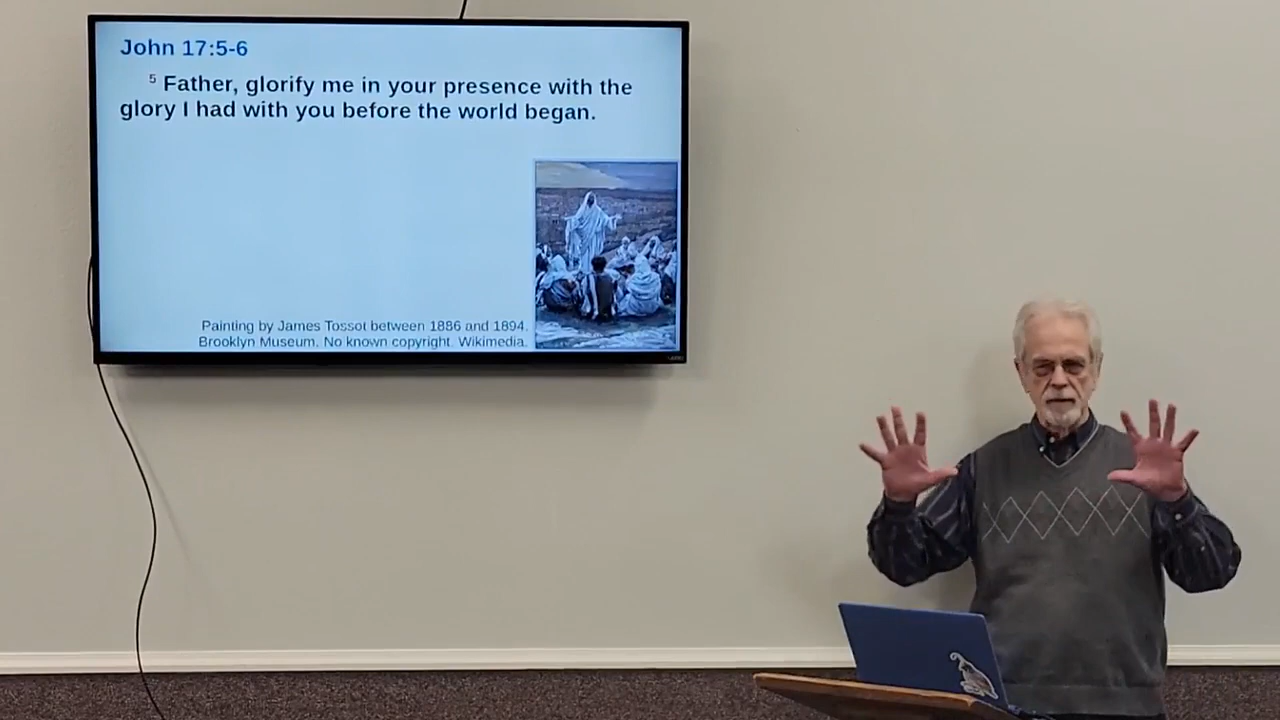 John 17:5-6
5 Father, glorify me in your presence with the
glory I had with you before the world began.
Painting by James Tossot between 1886 and 1894.
Brooklyn Museum. No known copyright. Wikimedia.